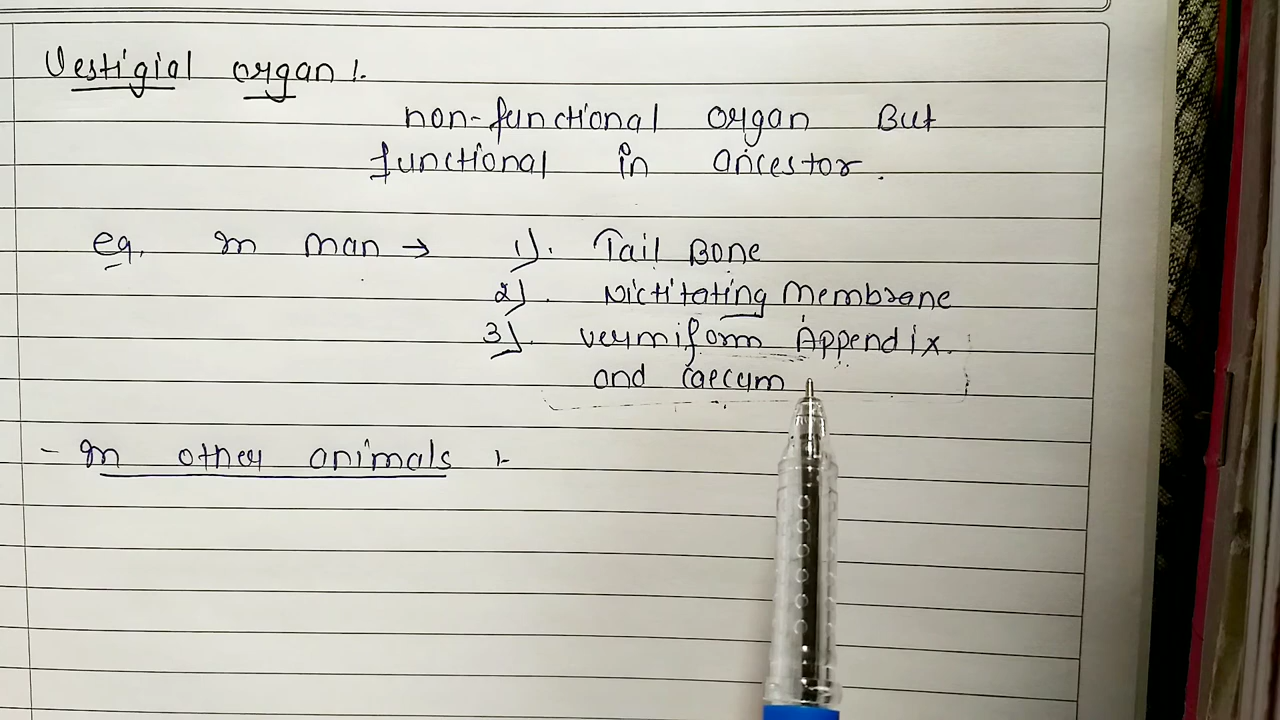 Vestigial organ :-
non-functional organ But
functional in ancestor.
eg. In man → 1). Tail Bone
2). Nictitating Membrane
3). vermiform Appendix.
and caecum
- In other animals :-